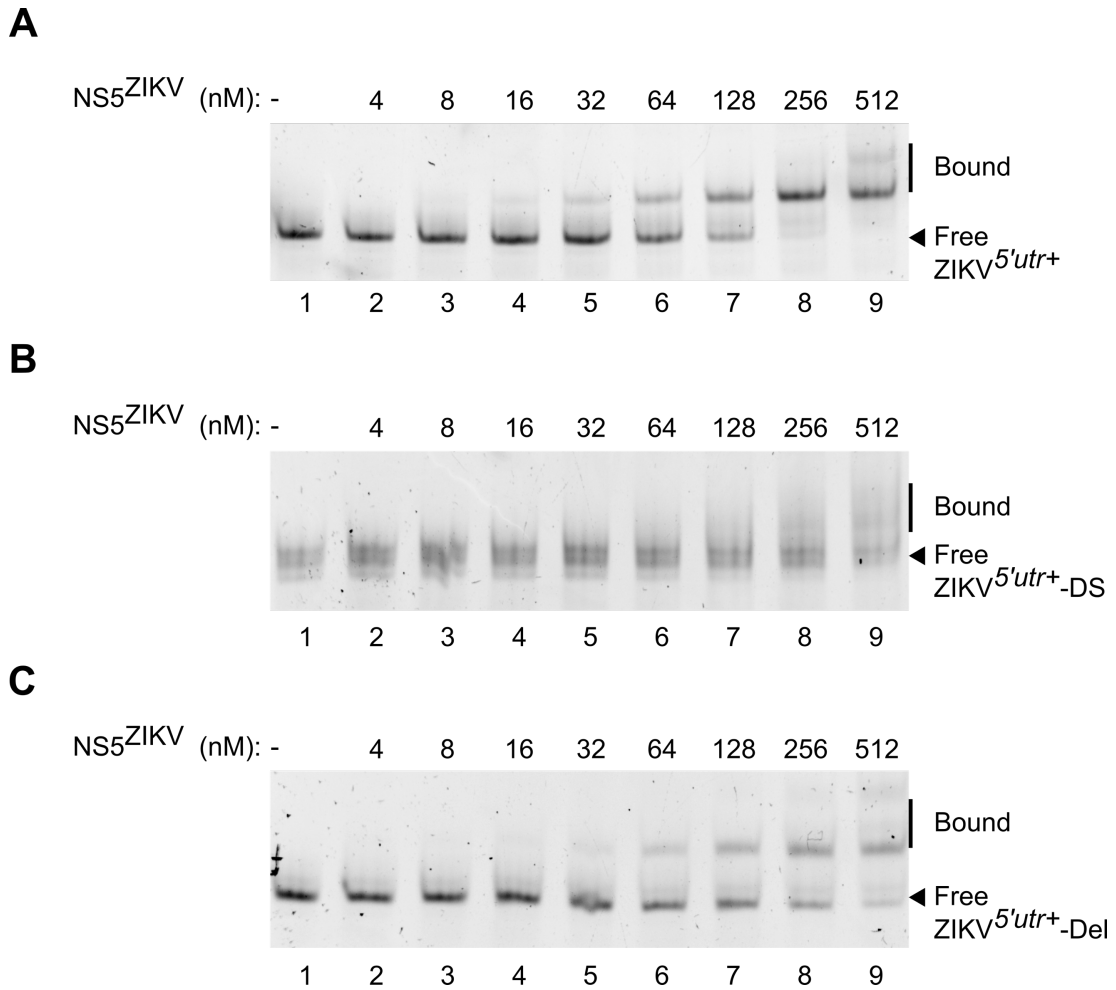 A
NS5ZIKV (nM): - 4 8 16 32 64 128 256 512
Bound
Free
ZIKV5'utr+
1 2 3 4 5 6 7 8 9
B
NS5ZIKV (nM): - 4 8 16 32 64 128 256 512
Bound
Free
ZIKV5'utr+-DS
1 2 3 4 5 6 7 8 9
C
NS5ZIKV (nM): - 4 8 16 32 64 128 256 512
Bound
Free
ZIKV5'utr+-Del
1 2 3 4 5 6 7 8 9